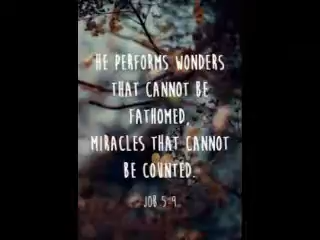 HE PERFORMS WONDERS
THAT CANNOT BE
FATHOMED,
MIRACLES THAT CANNOT
BE COUNTED.
JOB 5:9